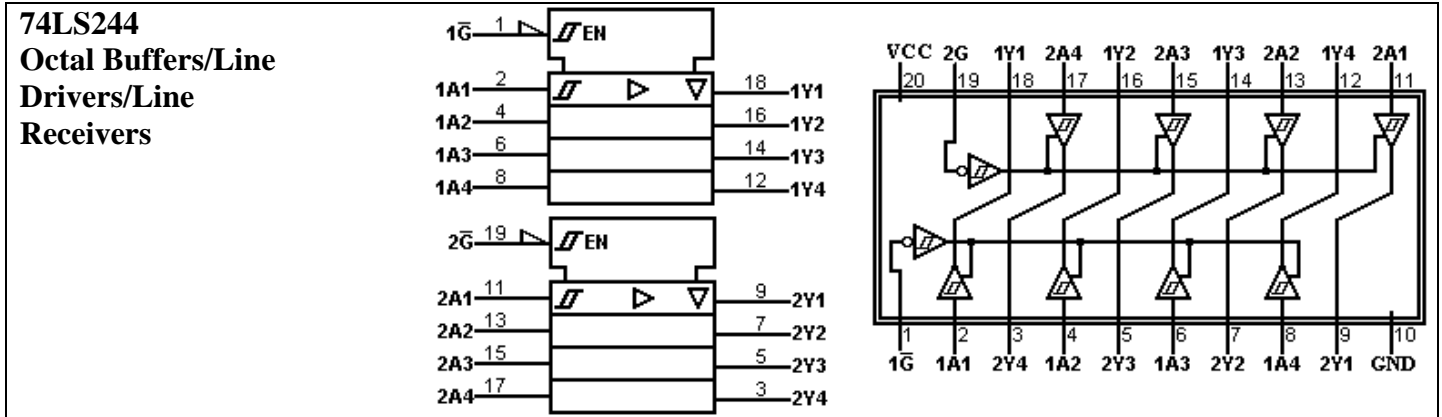 74LS244
Octal Buffers/Line
Drivers/Line
Receivers
1G̅ 1 EN
1A1 2 18 1Y1
1A2 4 16 1Y2
1A3 6 14 1Y3
1A4 8 12 1Y4
2G̅ 19 EN
2A1 11 9 2Y1
2A2 13 7 2Y2
2A3 15 5 2Y3
2A4 17 3 2Y4
VCC 2G 1Y1 2A4 1Y2 2A3 1Y3 2A2 1Y4 2A1
20 19 18 17 16 15 14 13 12 11
1 2 3 4 5 6 7 8 9 10
1G̅ 1A1 2Y4 1A2 2Y3 1A3 2Y2 1A4 2Y1 GND